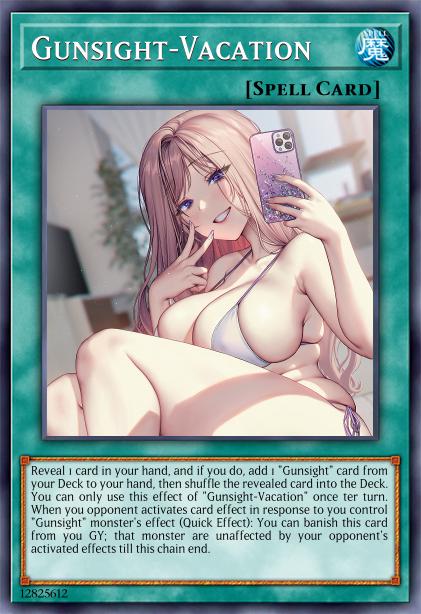 GUNSIGHT-VACATION
SPELL
魔
[SPELL CARD]
Reveal 1 card in your hand, and if you do, add 1 "Gunsight" card from
your Deck to your hand, then shuffle the revealed card into the Deck.
You can only use this effect of "Gunsight-Vacation" once ter turn.
When you opponent activates card effect in response to you control
"Gunsight" monster's effect (Quick Effect): You can banish this card
from you GY; that monster are unaffected by your opponent's
activated effects till this chain end.
12825612